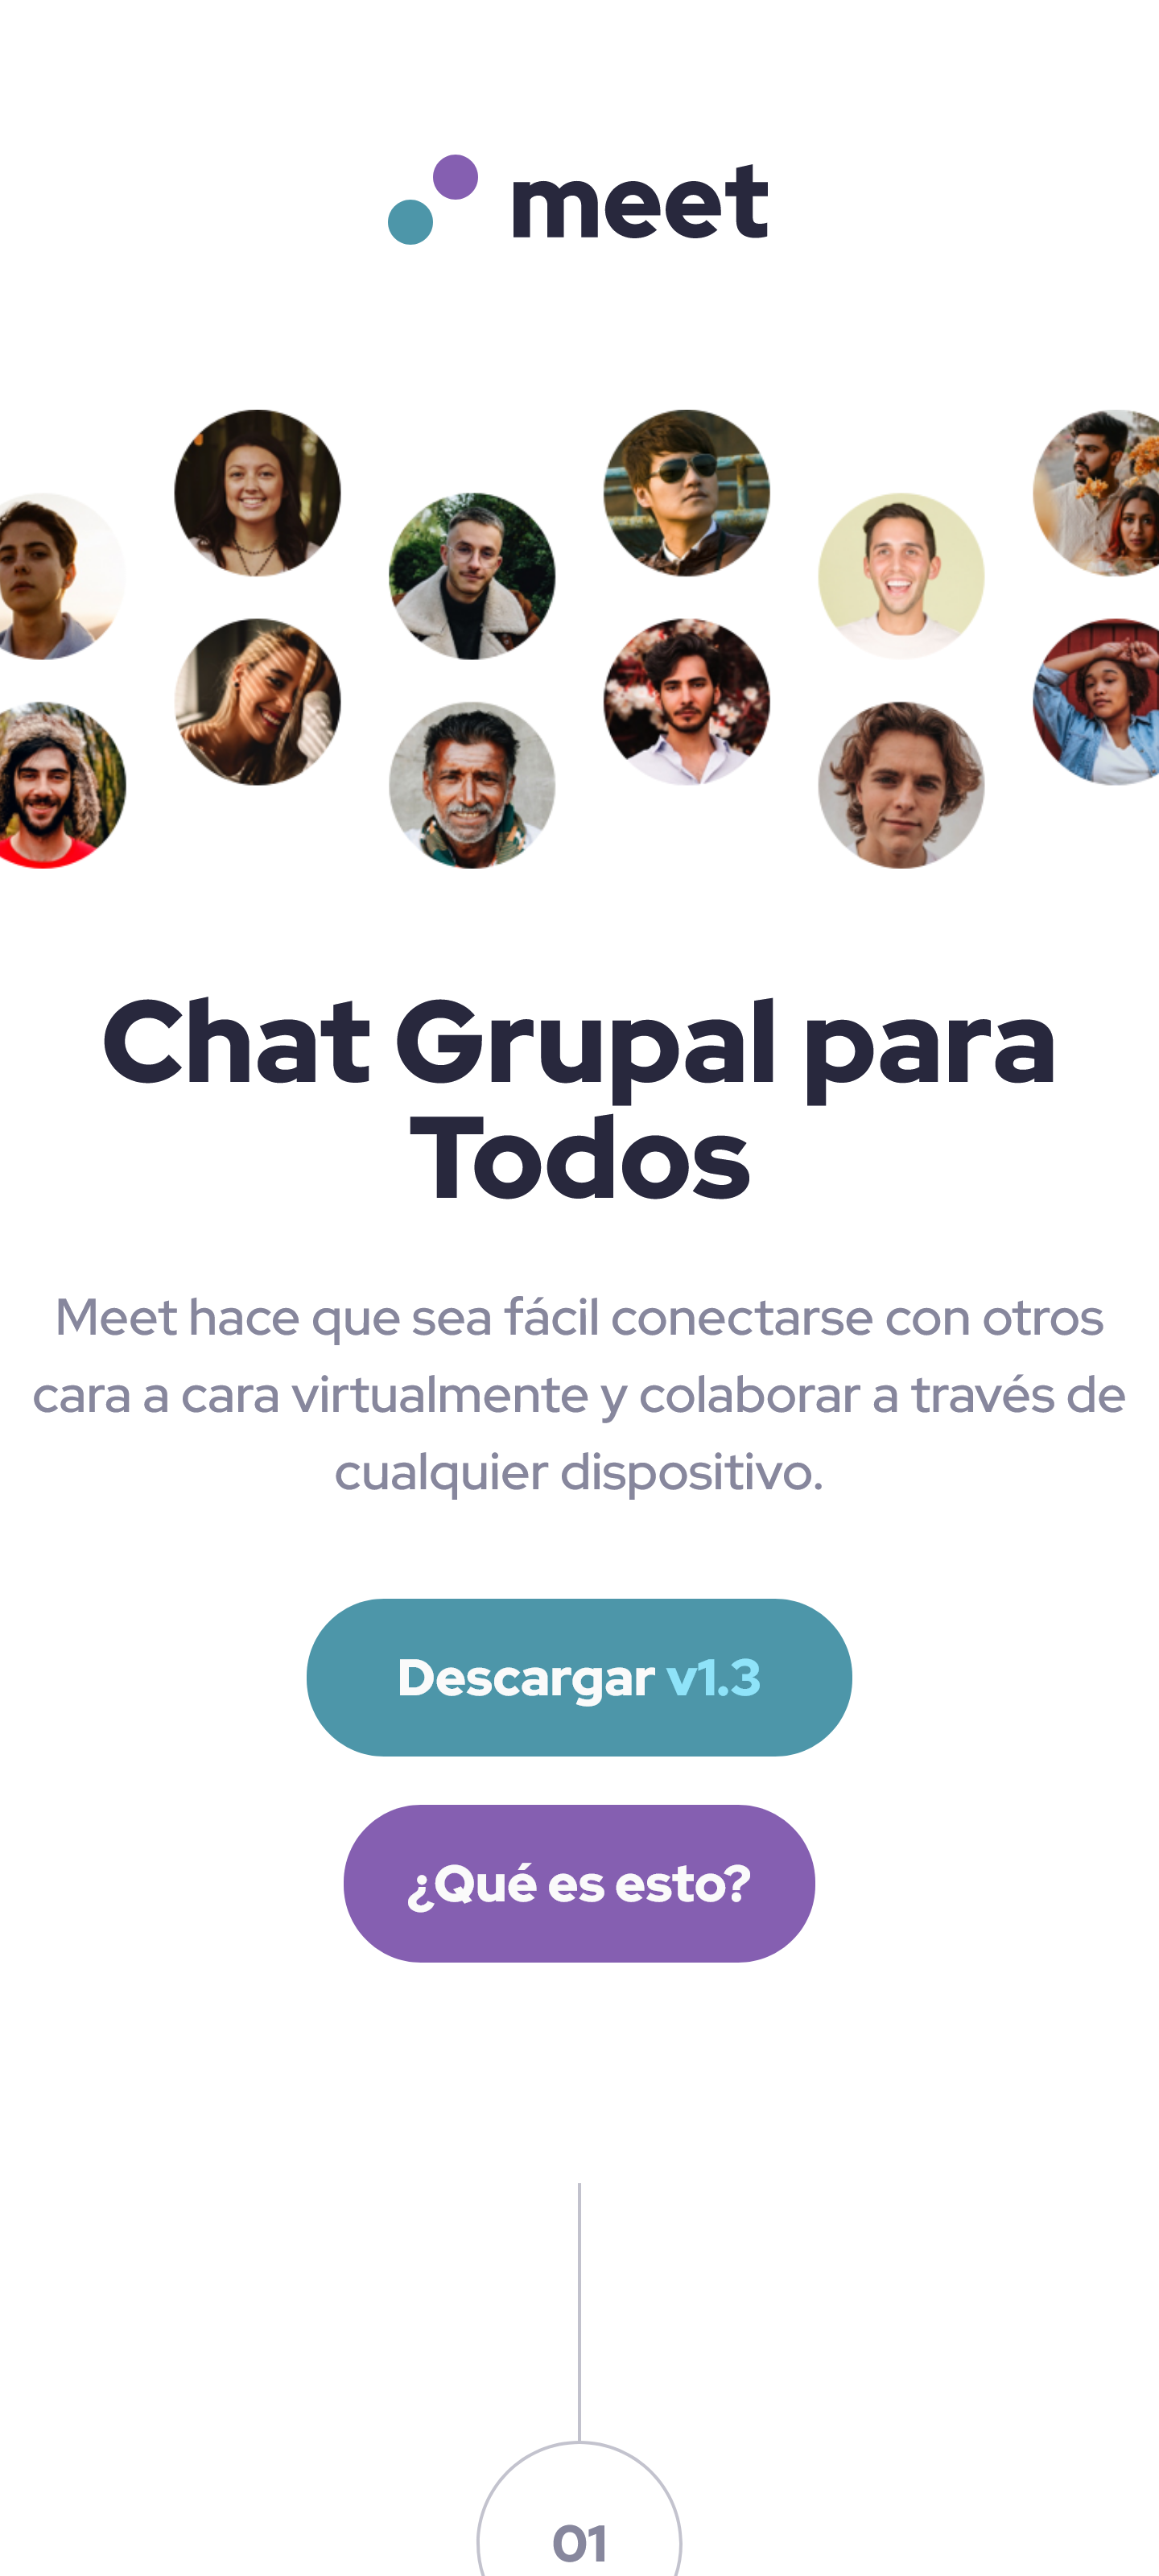 meet
Chat Grupal para
Todos
Meet hace que sea fácil conectarse con otros
cara a cara virtualmente y colaborar a través de
cualquier dispositivo.
Descargar v1.3
¿Qué es esto?
01